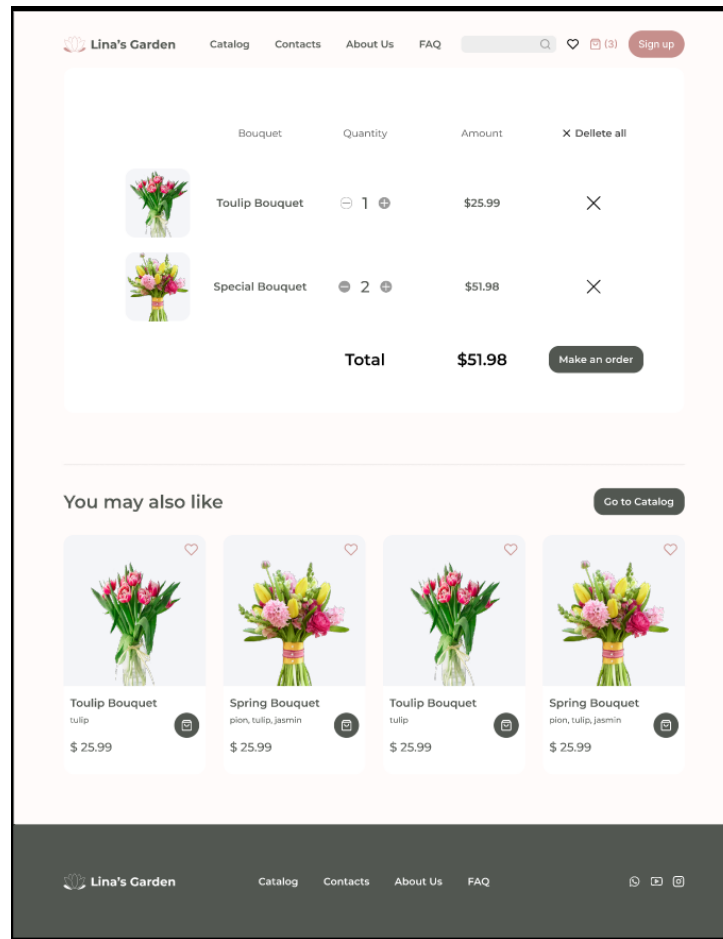 Lina's Garden Catalog Contacts About Us FAQ (3) Sign up
Bouquet Quantity Amount Dellete all
Toulip Bouquet 1 $25.99
Special Bouquet 2 $51.98
Total $51.98 Make an order
You may also like Go to Catalog
Toulip Bouquet Spring Bouquet Toulip Bouquet Spring Bouquet
tulip pion, tulip, jasmin tulip pion, tulip, jasmin
$ 25.99 $ 25.99 $ 25.99 $ 25.99
Lina's Garden Catalog Contacts About Us FAQ